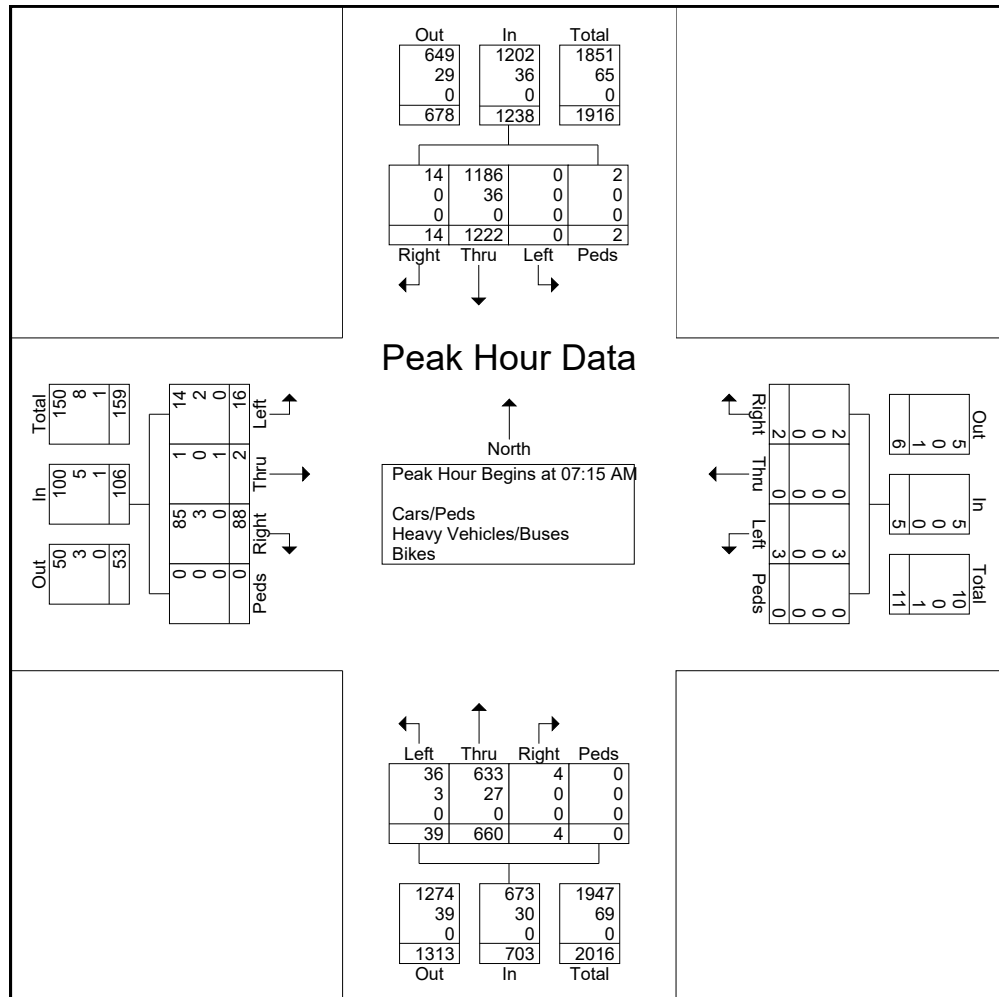 Out In Total
649 1202 1851
29 36 65
0 0 0
678 1238 1916
14 1186 0 2
0 36 0 0
0 0 0 0
14 1222 0 2
Right Thru Left Peds
Peak Hour Data
Out In Total
50 100 150
3 5 8
0 1 1
53 106 159
0 85 1 14
0 3 0 2
0 0 1 0
0 88 2 16
Peds Right Thru Left
North
Peak Hour Begins at 07:15 AM
Cars/Peds
Heavy Vehicles/Buses
Bikes
Out In Total
5 5 10
0 0 0
1 0 1
6 5 11
2 0 3 0
0 0 0 0
0 0 0 0
2 0 3 0
Right Thru Left Peds
Left Thru Right Peds
36 633 4 0
3 27 0 0
0 0 0 0
39 660 4 0
1274 673 1947
39 30 69
0 0 0
1313 703 2016
Out In Total